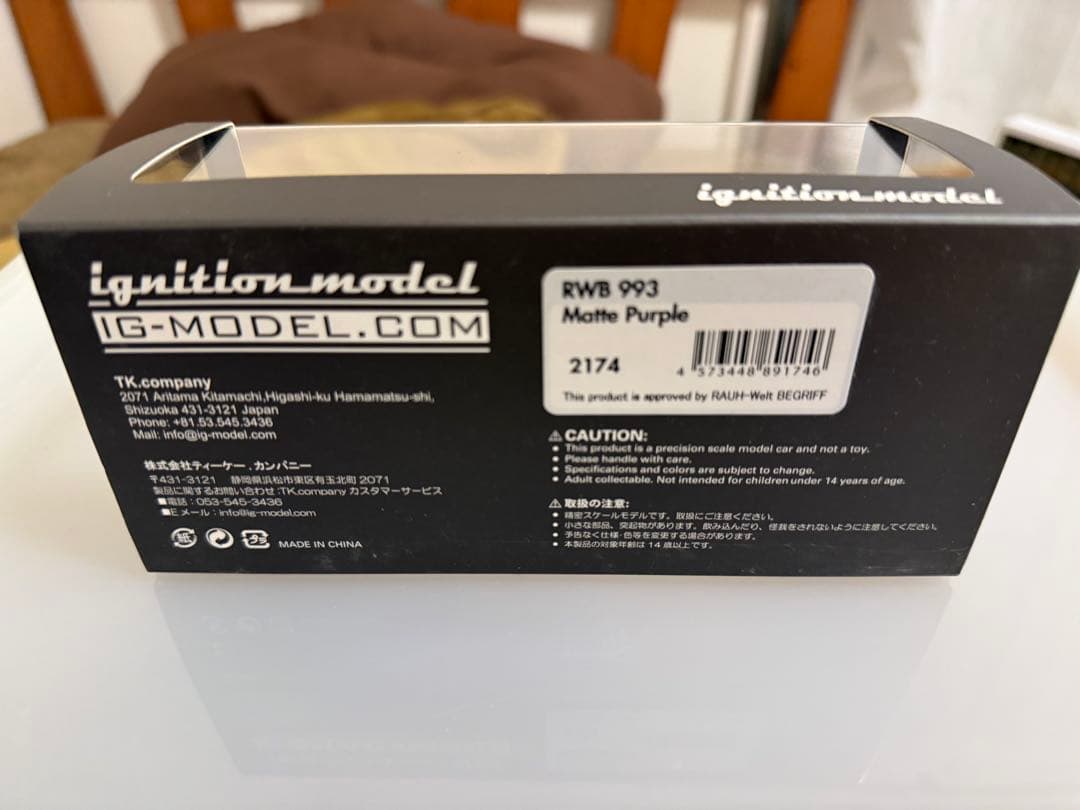 ignition model
ignition model
IG-MODEL.COM
TK.company
2071 Aritama Kitamachi,Higashi-ku Hamamatsu-shi,
Shizuoka 431-3121 Japan
Phone: +81.53.545.3436
Mail: info@ig-model.com
株式会社ティーケー.カンパニー
〒431-3121 静岡県浜松市東区有玉北町 2071
製品に関するお問い合わせ:TK.company カスタマーサービス
■電話:053-545-3436
■Eメール:info@ig-model.com
紙
プラ
MADE IN CHINA
RWB 993
Matte Purple
2174
4 573448 891746
This product is approved by RAUH-Welt BEGRIFF
⚠CAUTION:
• This product is a precision scale model car and not a toy.
• Please handle with care.
• Specifications and colors are subject to change.
• Adult collectable. Not intended for children under 14 years of age.
⚠取扱の注意:
• 精密スケールモデルです。取扱にご注意ください。
• 小さな部品、突起物があります。飲み込んだり、怪我をされないように注意してください。
• 予告なく仕様・色等を変更する場合があります。
• 本製品の対象年齢は14歳以上です。